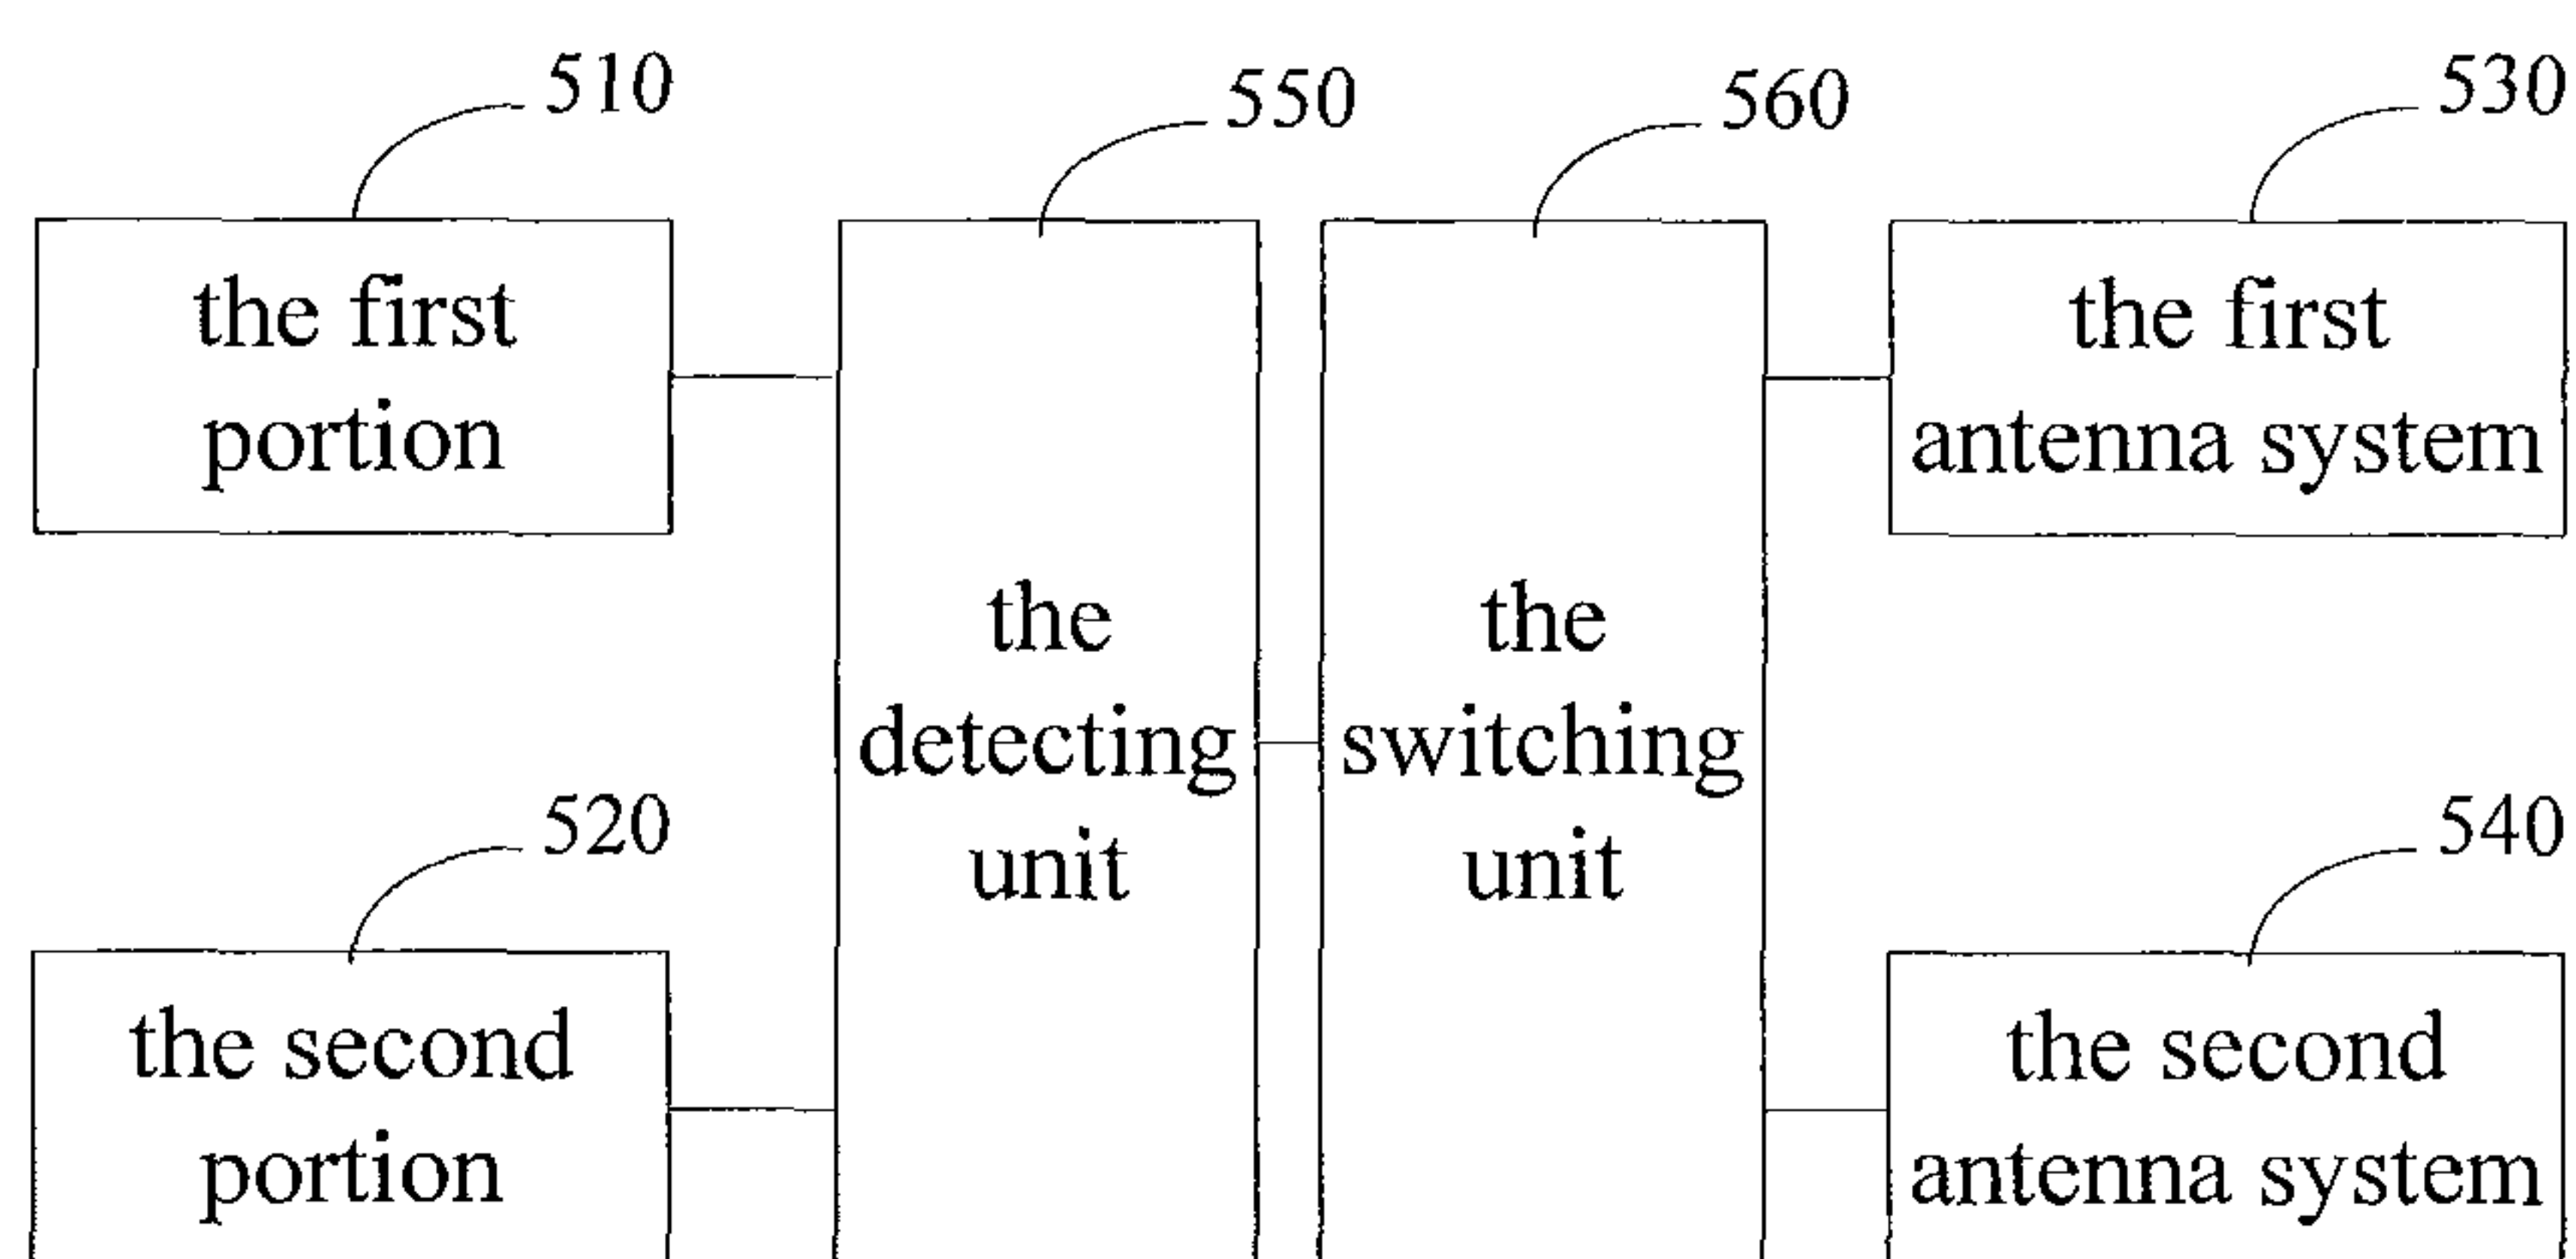 510
550
560
530
the first
portion
the first
antenna system
the
detecting
unit
the
switching
unit
520
540
the second
portion
the second
antenna system